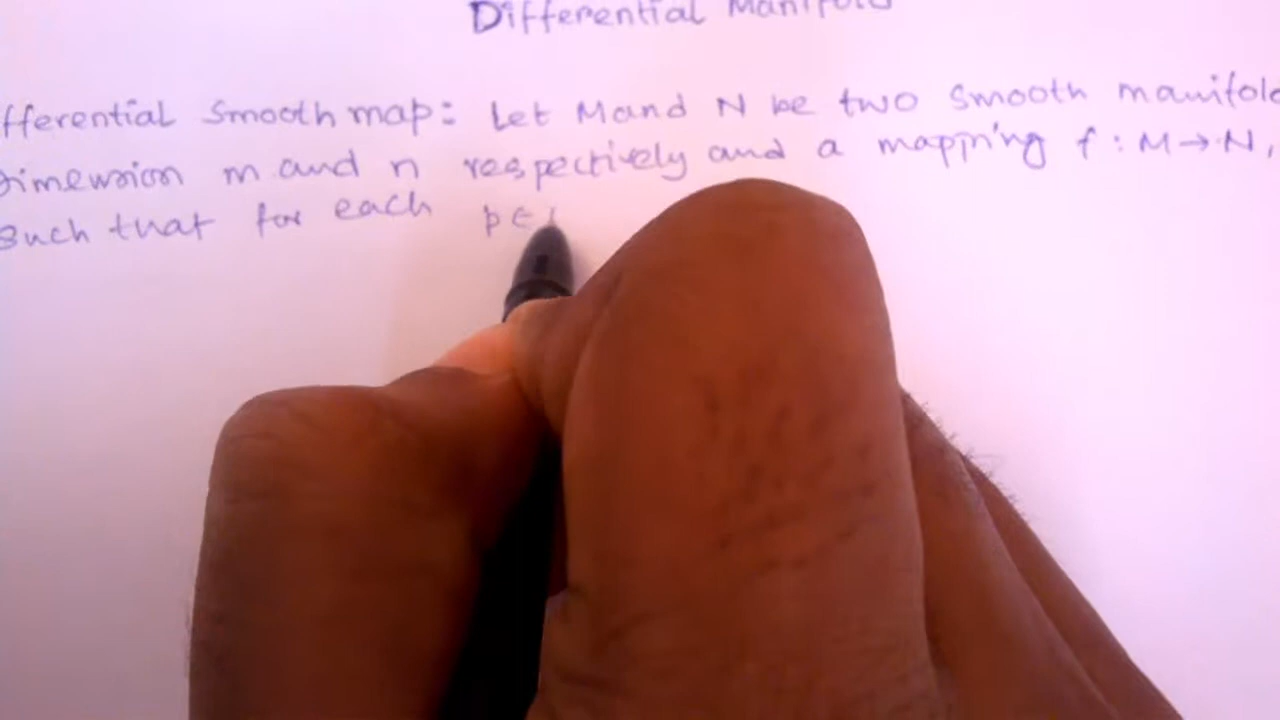 Differential Manifold
fferential Smooth map: Let M and N be two smooth manifold
Dimension m and n respectively and a mapping f: M → N,
Such that for each p ∈